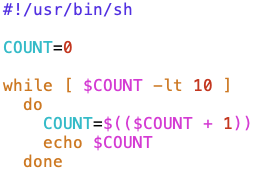 #!/usr/bin/sh

COUNT=0

while [ $COUNT -lt 10 ]
  do
    COUNT=$(($COUNT + 1))
    echo $COUNT
  done